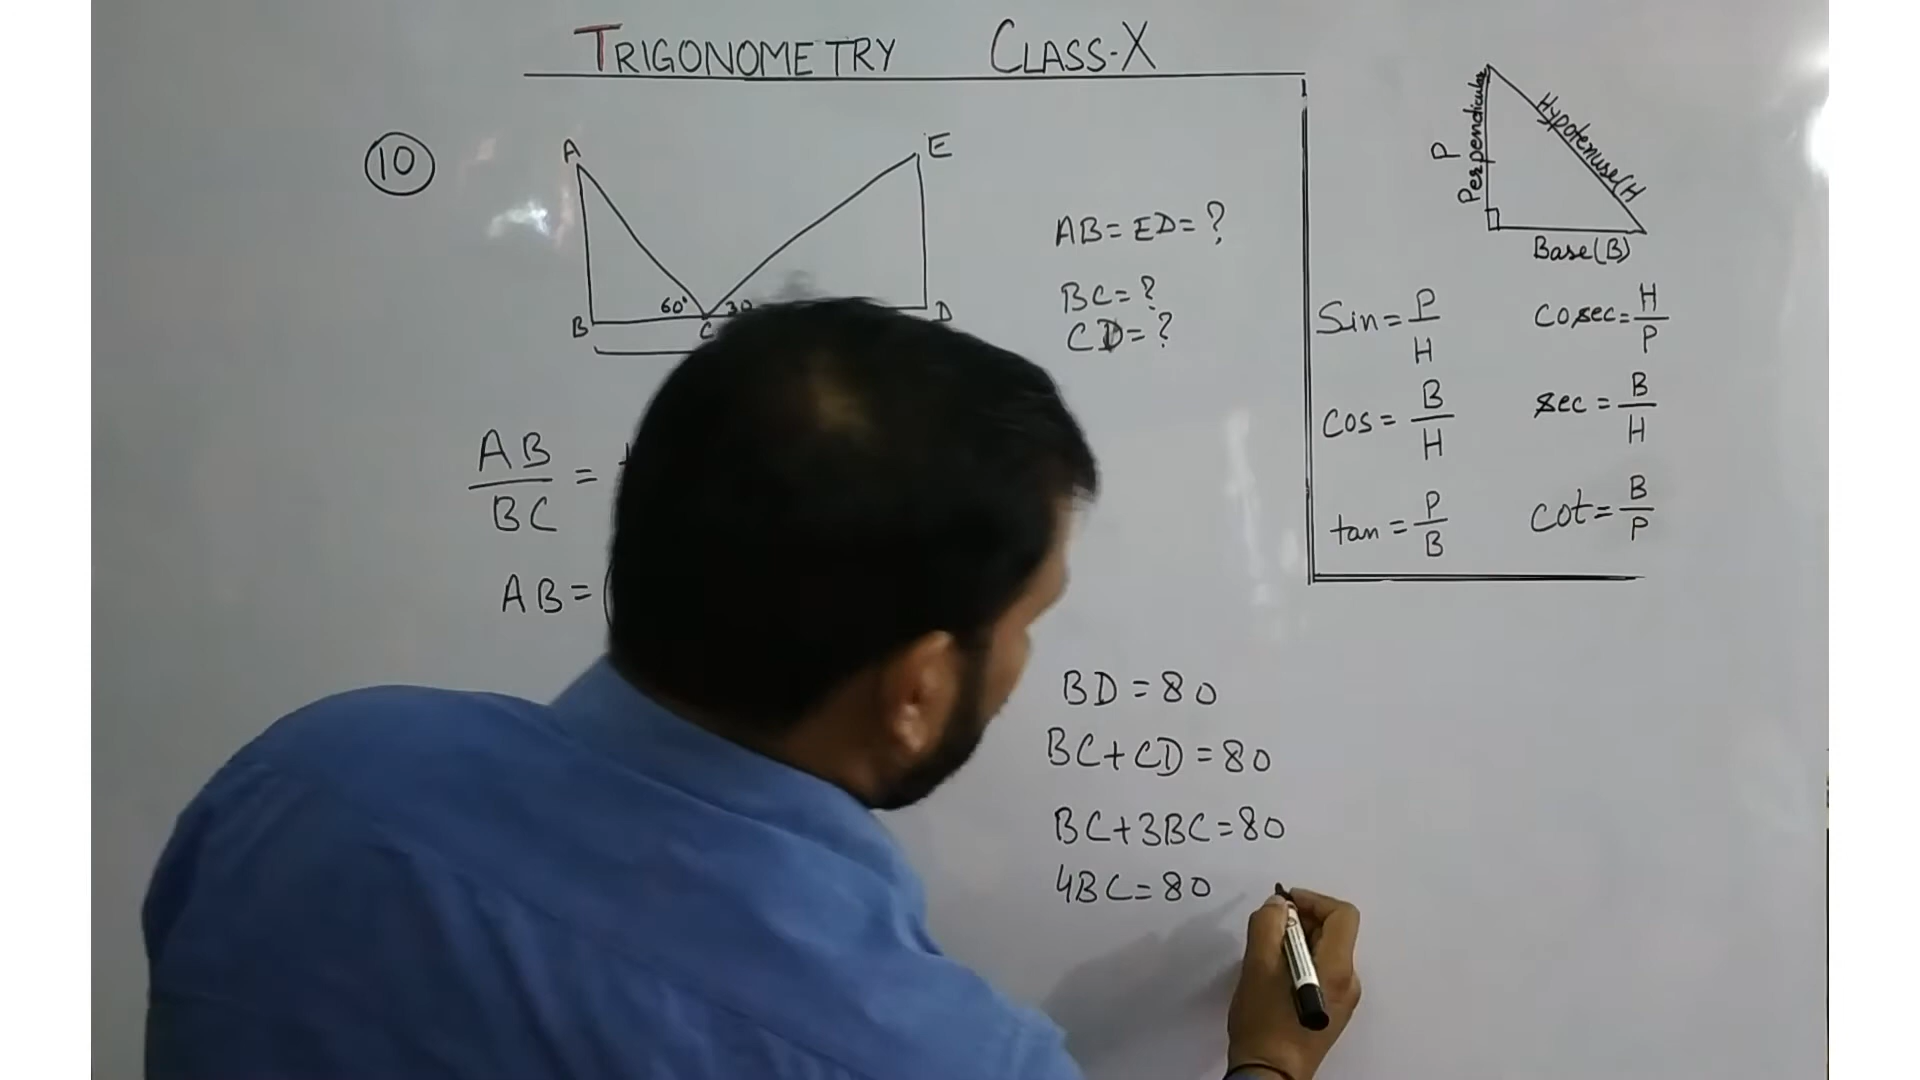 TRIGONOMETRY CLASS-X
10
A
E
60°
30
B
C
D
AB = ED = ?
BC = ?
CD = ?
AB/BC =
AB = (
BD = 80
BC + CD = 80
BC + 3BC = 80
4BC = 80
P
Perpendicular
Hypotenuse(H
Base(B)
Sin = P/H
cosec = H/P
cos = B/H
sec = B/H
tan = P/B
cot = B/P